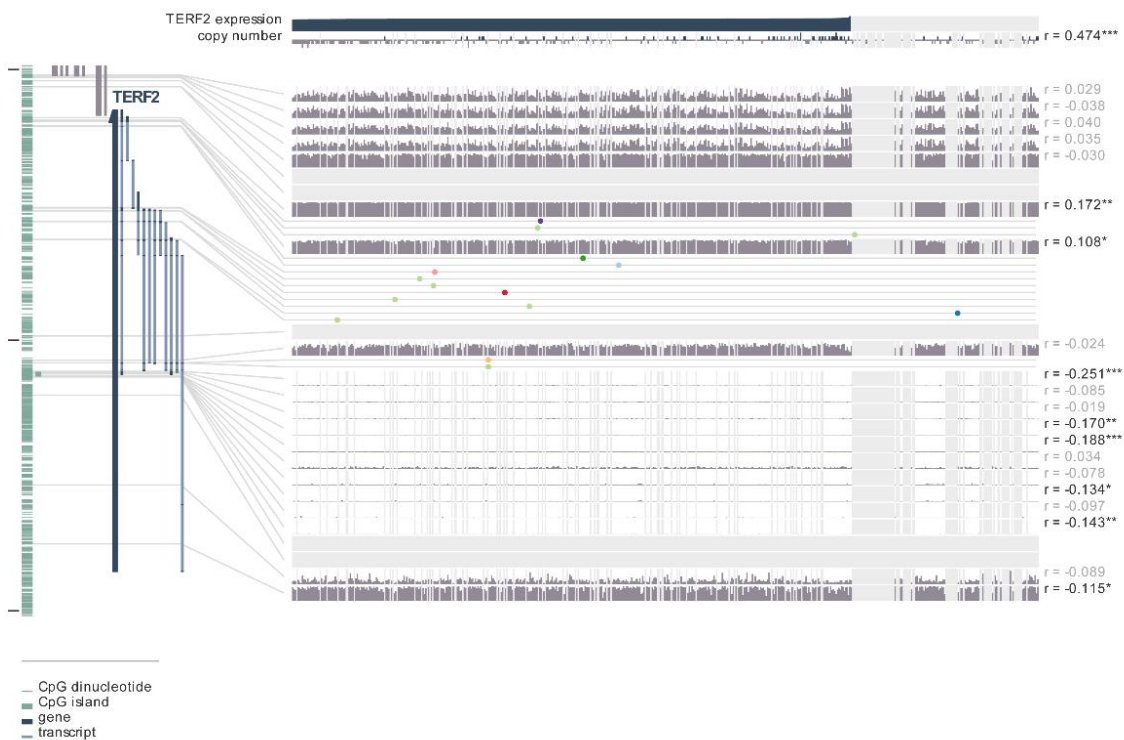 TERF2 expression
copy number
r = 0.474***
TERF2
r = 0.029
r = -0.038
r = 0.040
r = 0.035
r = -0.030
r = 0.172**
r = 0.108*
r = -0.024
r = -0.251***
r = -0.085
r = -0.019
r = -0.170**
r = -0.188***
r = 0.034
r = -0.078
r = -0.134*
r = -0.097
r = -0.143**
r = -0.089
r = -0.115*
CpG dinucleotide
CpG island
gene
transcript